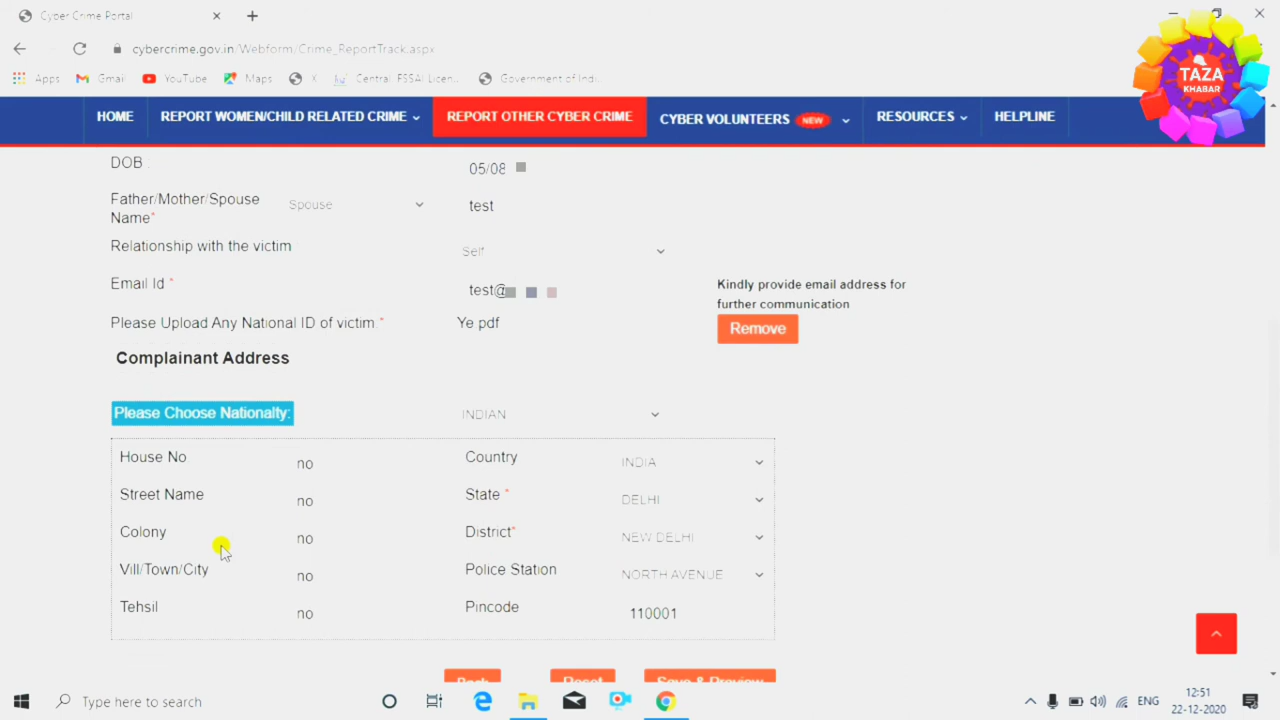 Cyber Crime Portal
cybercrime.gov.in/Webform/Crime_ReportTrack.aspx
Apps Gmail YouTube Maps X Central FSSAI Licen... Government of Indi...
TAZA
KHABAR
HOME REPORT WOMEN/CHILD RELATED CRIME REPORT OTHER CYBER CRIME CYBER VOLUNTEERS NEW RESOURCES HELPLINE
DOB : 05/08
Father/Mother/Spouse Name* Spouse test
Relationship with the victim Self
Email Id * test@
Kindly provide email address for
further communication
Please Upload Any National ID of victim.* Ye pdf Remove
Complainant Address
Please Choose Nationalty: INDIAN
House No no Country INDIA
Street Name no State * DELHI
Colony no District* NEW DELHI
Vill/Town/City no Police Station NORTH AVENUE
Tehsil no Pincode 110001
Back Reset Save & Preview
Type here to search
ENG
12:51
22-12-2020